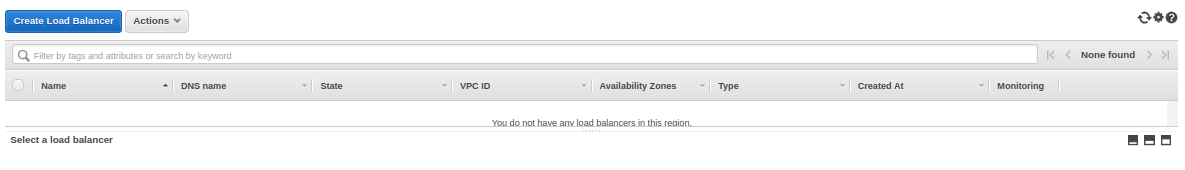 Create Load Balancer Actions
Filter by tags and attributes or search by keyword None found
Name DNS name State VPC ID Availability Zones Type Created At Monitoring
You do not have any load balancers in this region.
Select a load balancer